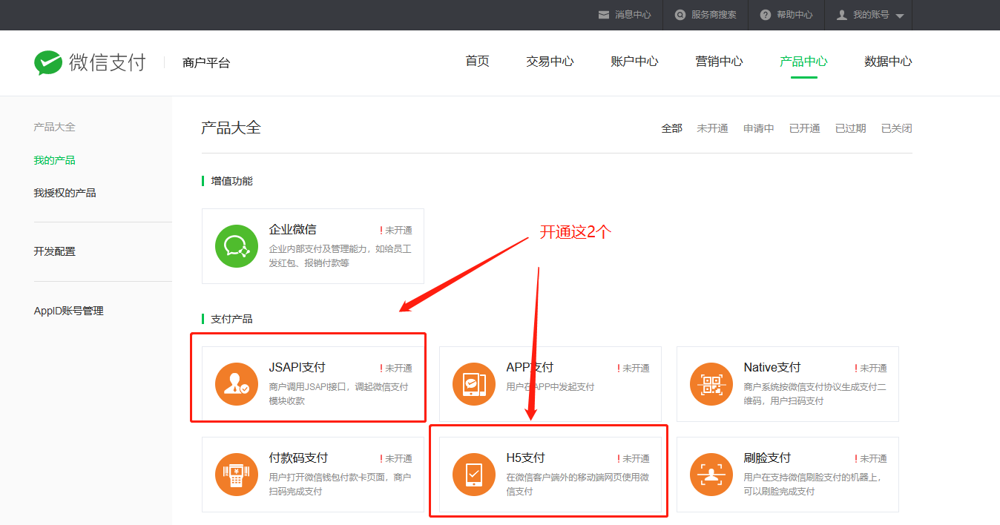 消息中心 服务商搜索 帮助中心 我的账号
微信支付 商户平台 首页 交易中心 账户中心 营销中心 产品中心 数据中心
产品大全
我的产品
我授权的产品
开发配置
AppID账号管理
产品大全 全部 未开通 申请中 已开通 已过期 已关闭
增值功能
企业微信 !未开通
企业内部支付及管理能力，如给员工
发红包、报销付款等
开通这2个
支付产品
JSAPI支付 !未开通
商户调用JSAPI接口，调起微信支付
模块收款
APP支付 !未开通
用户在APP中发起支付
Native支付 !未开通
商户系统按微信支付协议生成支付二
维码，用户扫码支付
付款码支付 !未开通
用户打开微信钱包付款卡页面，商户
扫码完成支付
H5支付 !未开通
在微信客户端外的移动端网页使用微
信支付
刷脸支付 !未开通
用户在支持微信刷脸支付的机器上，
可以刷脸完成支付